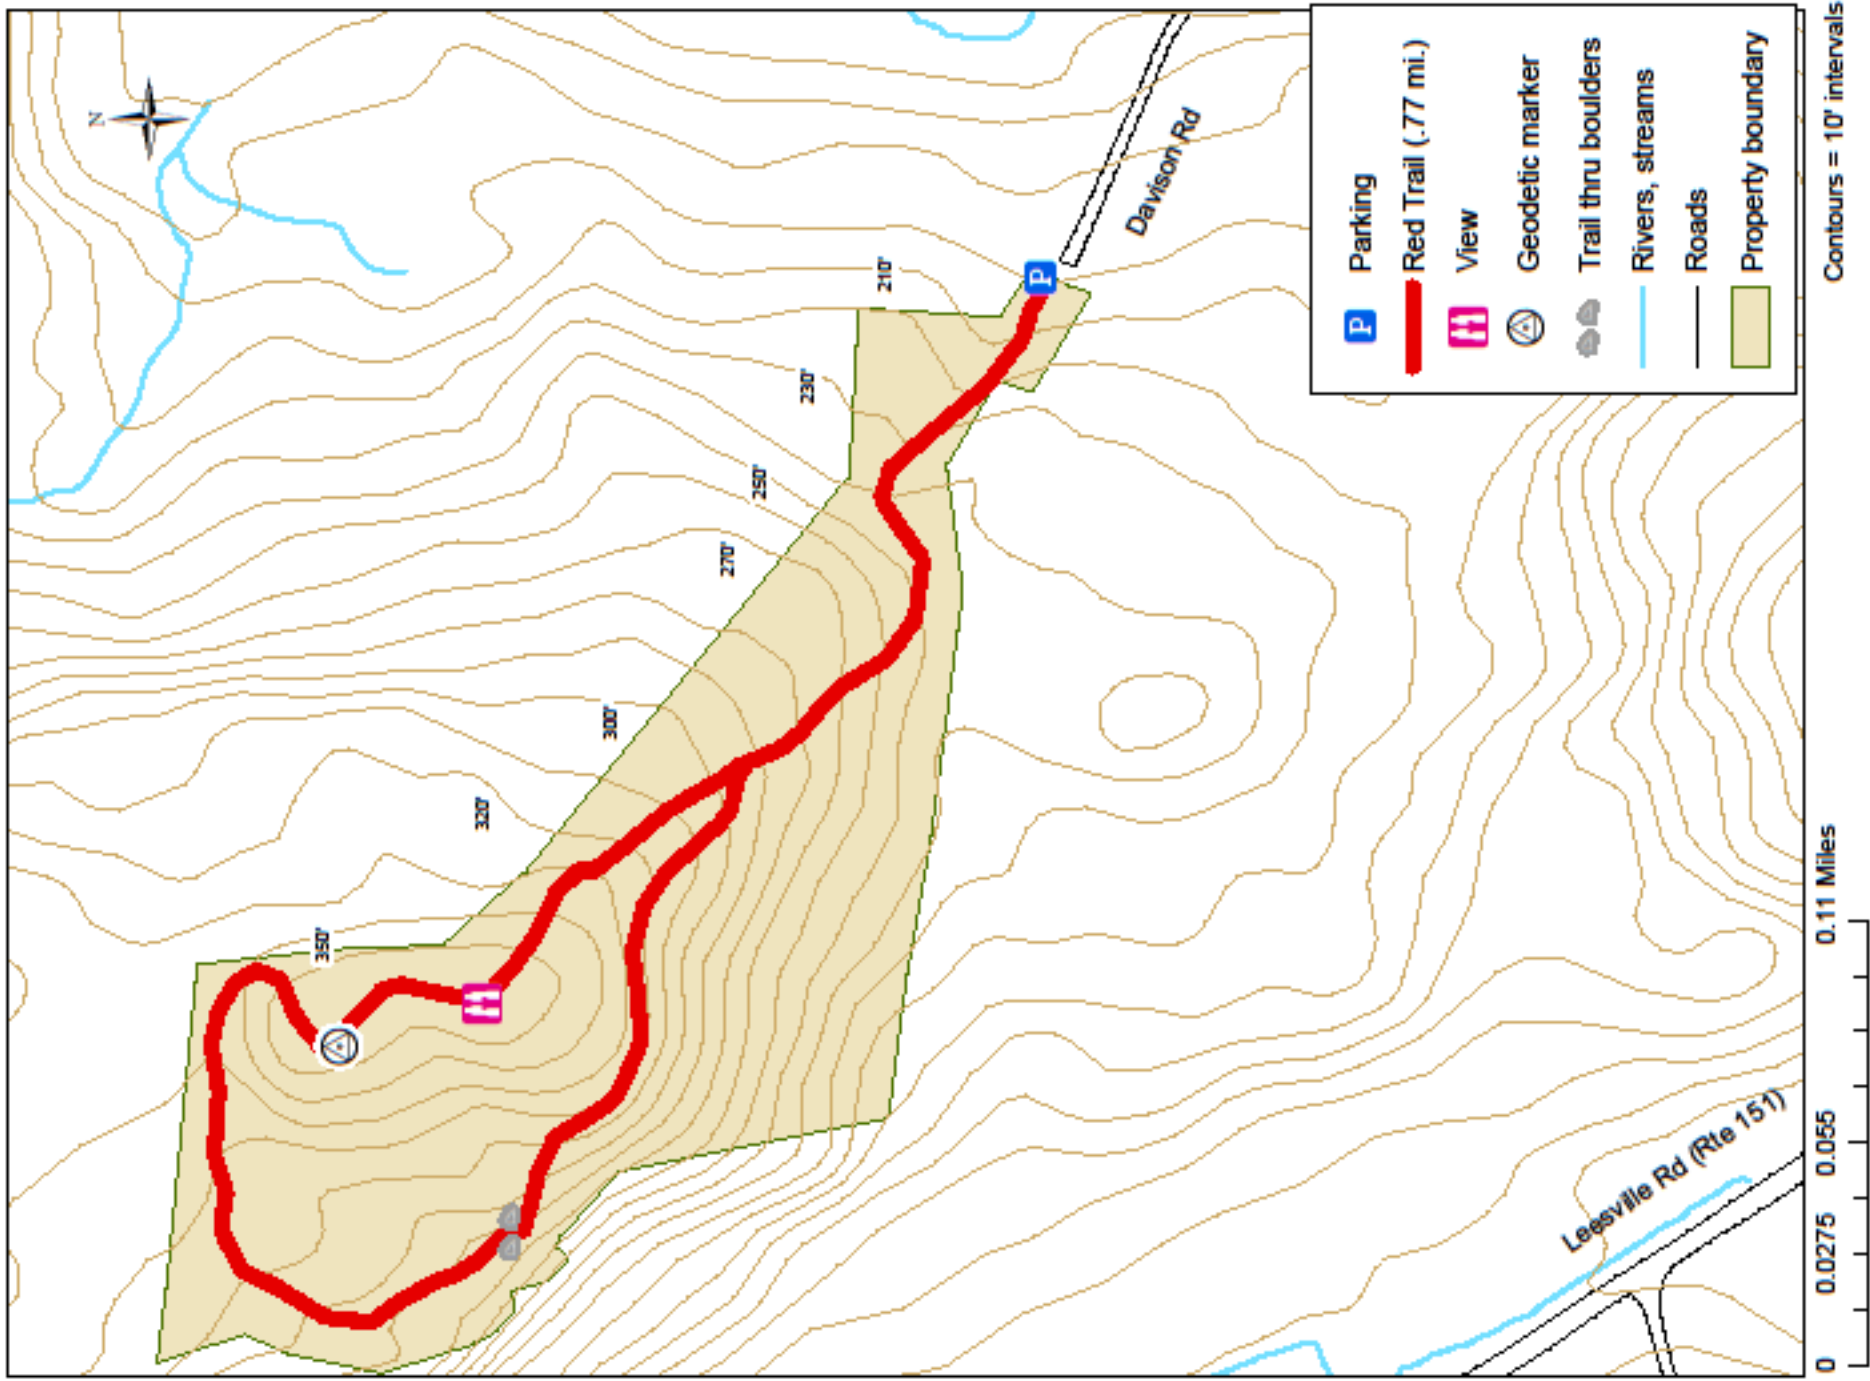 N
210'
230'
250'
270'
300'
320'
350'
Davison Rd
Leesville Rd (Rte 151)
P
P Parking
Red Trail (.77 mi.)
View
Geodetic marker
Trail thru boulders
Rivers, streams
Roads
Property boundary
Contours = 10' intervals
0 0.0275 0.055 0.11 Miles